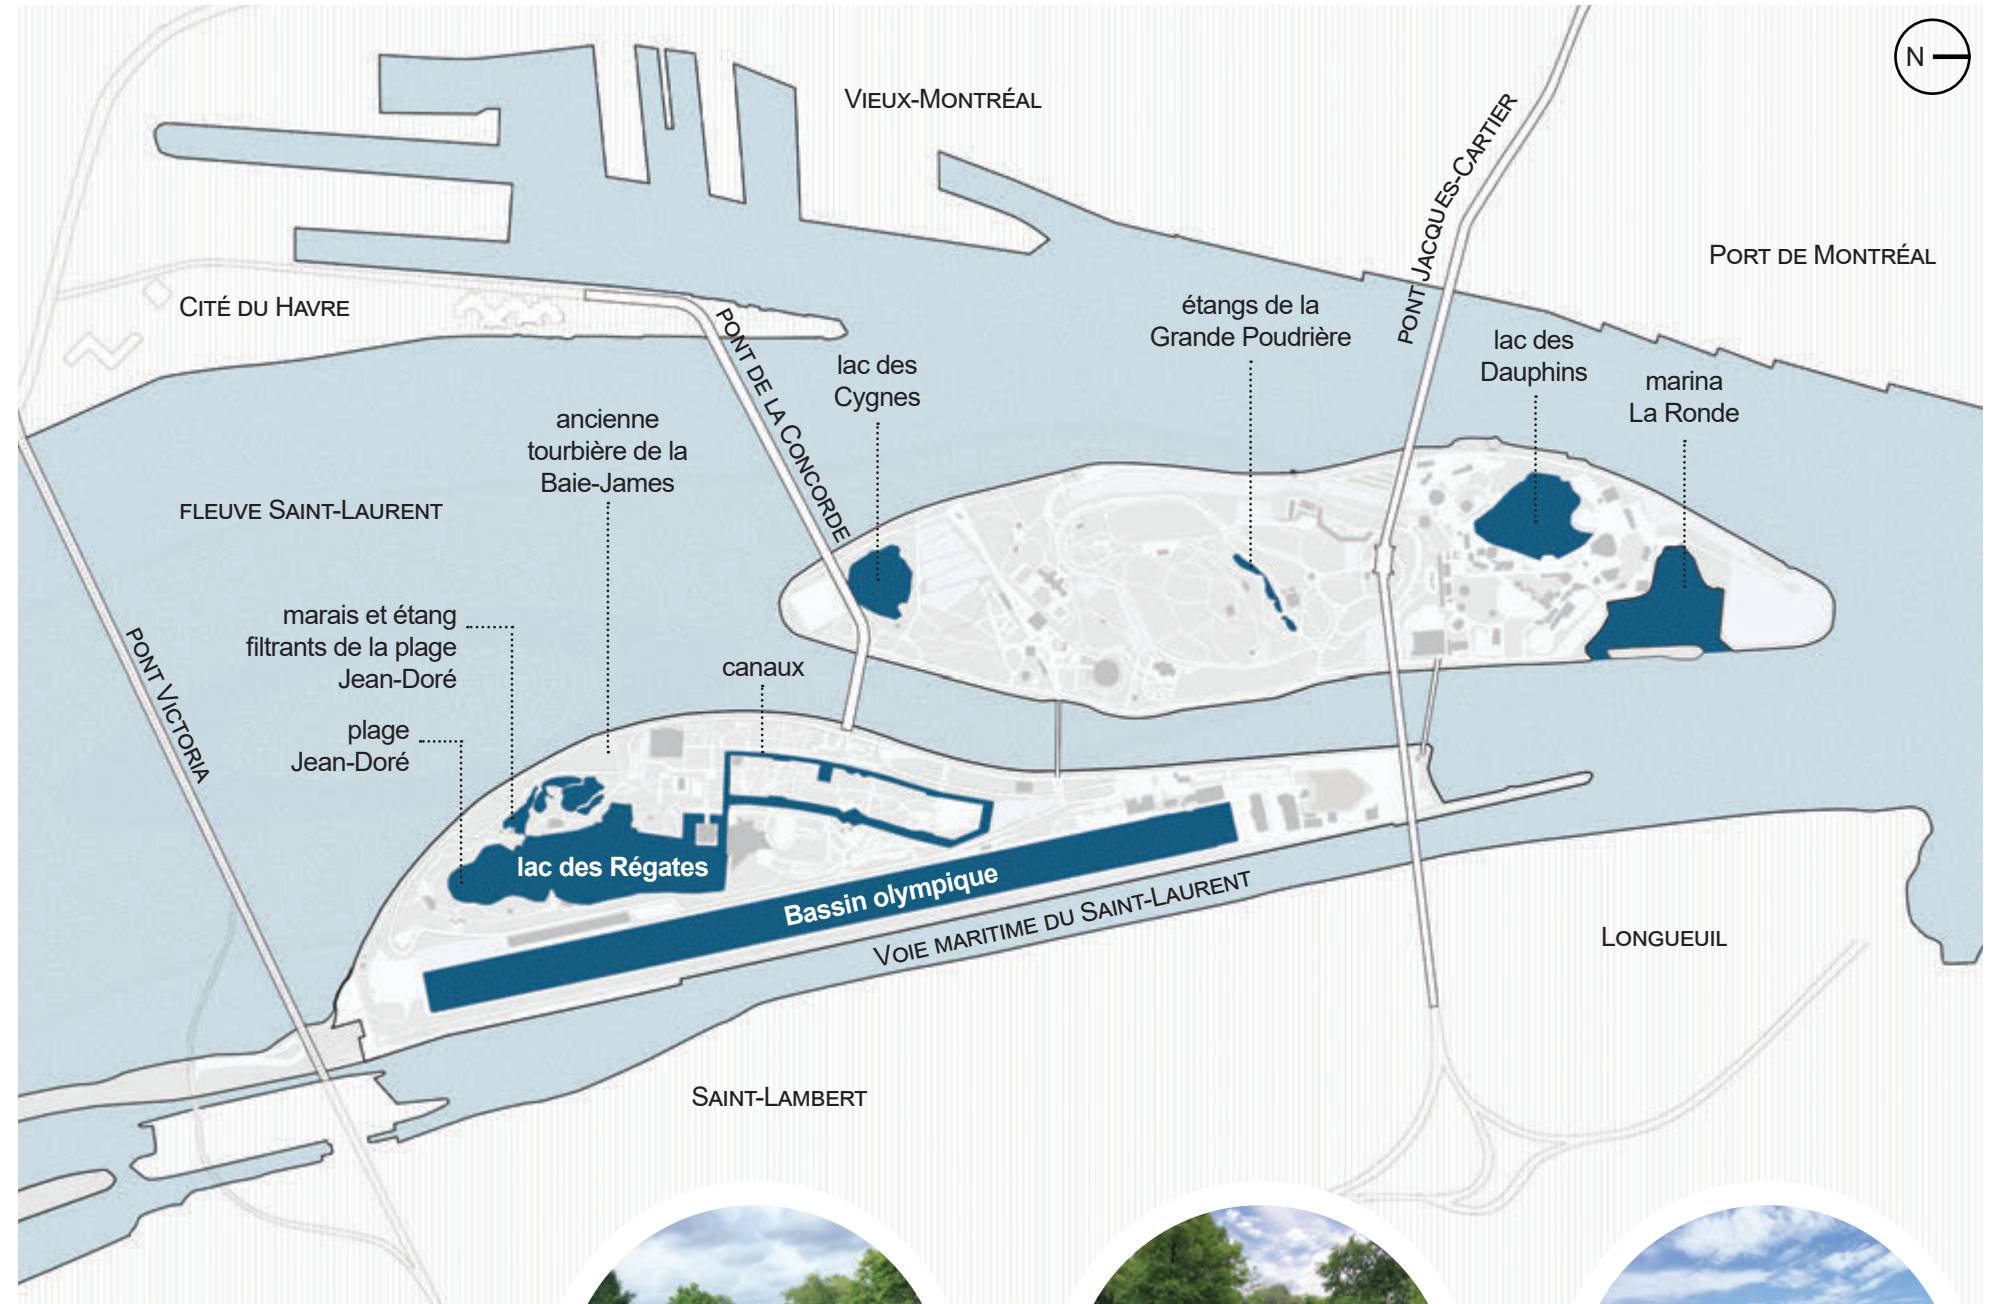 N
VIEUX-MONTRÉAL
PONT JACQUES-CARTIER
PORT DE MONTRÉAL
CITÉ DU HAVRE
PONT DE LA CONCORDE
étangs de la
Grande Poudrière
lac des
Dauphins
marina
La Ronde
lac des
Cygnes
ancienne
tourbière de la
Baie-James
FLEUVE SAINT-LAURENT
marais et étang
filtrants de la plage
Jean-Doré
PONT VICTORIA
canaux
plage
Jean-Doré
lac des Régates
Bassin olympique
VOIE MARITIME DU SAINT-LAURENT
LONGUEUIL
SAINT-LAMBERT